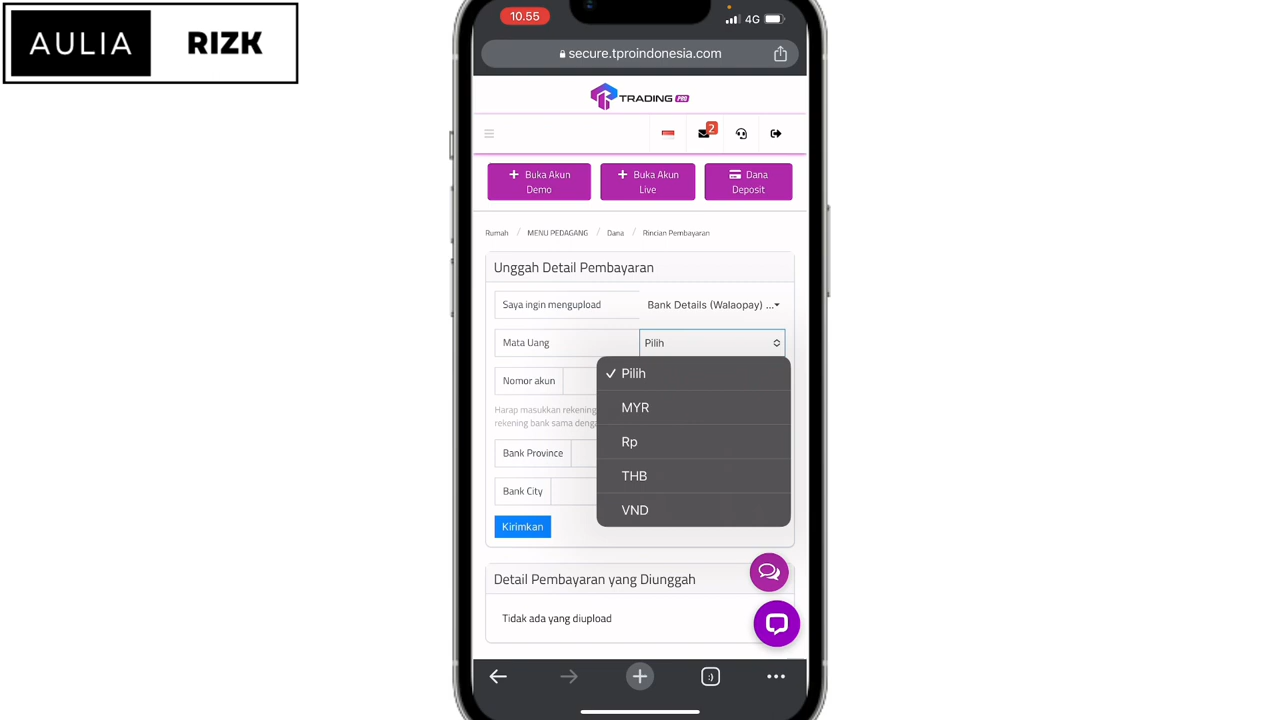 AULIA RIZK
10.55
4G
secure.tproindonesia.com
TRADING PRO
2
Buka Akun Demo
Buka Akun Live
Dana Deposit
Rumah / MENU PEDAGANG / Dana / Rincian Pembayaran
Unggah Detail Pembayaran
Saya ingin mengupload
Bank Details (Walaopay) ...
Mata Uang
Pilih
Nomor akun
Harap masukkan rekening
rekening bank sama denga
Bank Province
Bank City
Pilih
MYR
Rp
THB
VND
Kirimkan
Detail Pembayaran yang Diunggah
Tidak ada yang diupload
:)